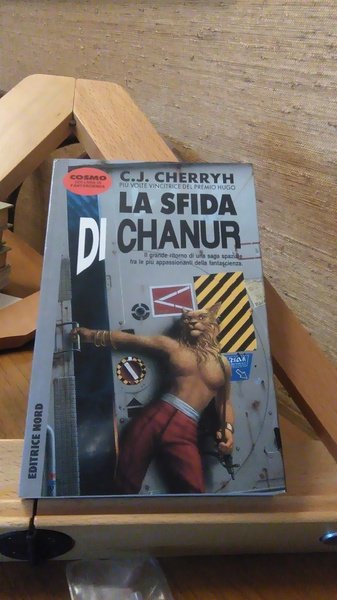 COSMO
C.J. CHERRYH
PIÙ VOLTE VINCITRICE DEL PREMIO HUGO
LA SFIDA
DI CHANUR
Il grande ritorno di una saga spaziale
fra le più appassionanti della fantascienza.
EDITRICE NORD